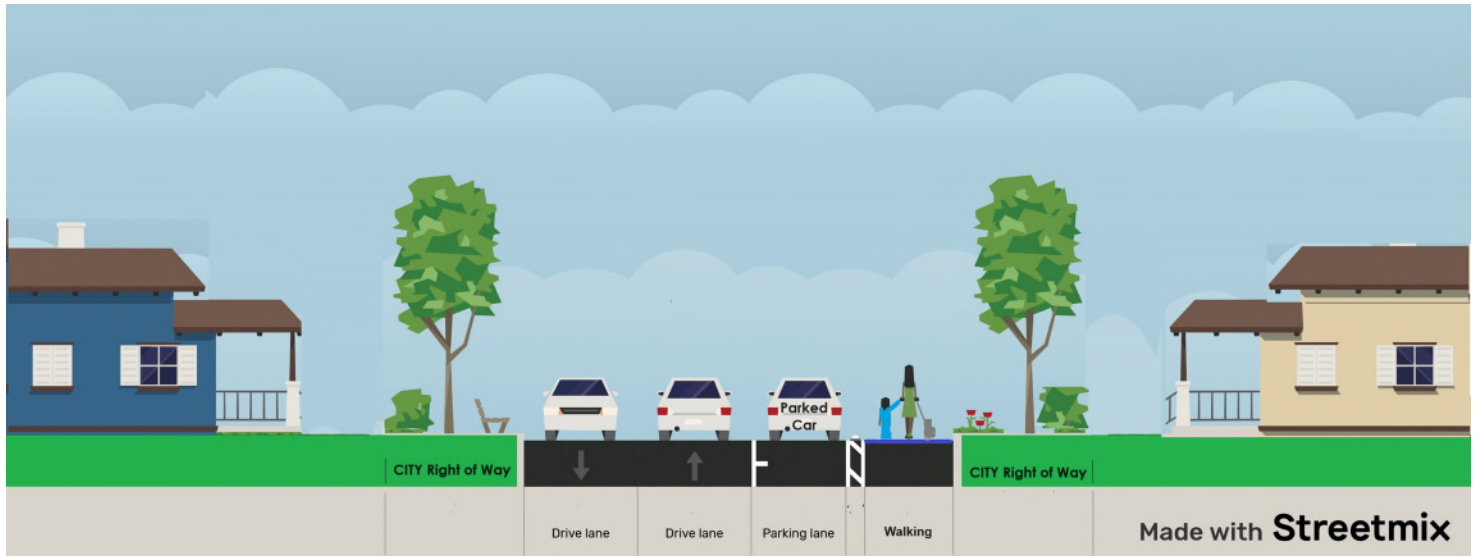 Parked
Car
CITY Right of Way
CITY Right of Way
Drive lane
Drive lane
Parking lane
Walking
Made with Streetmix